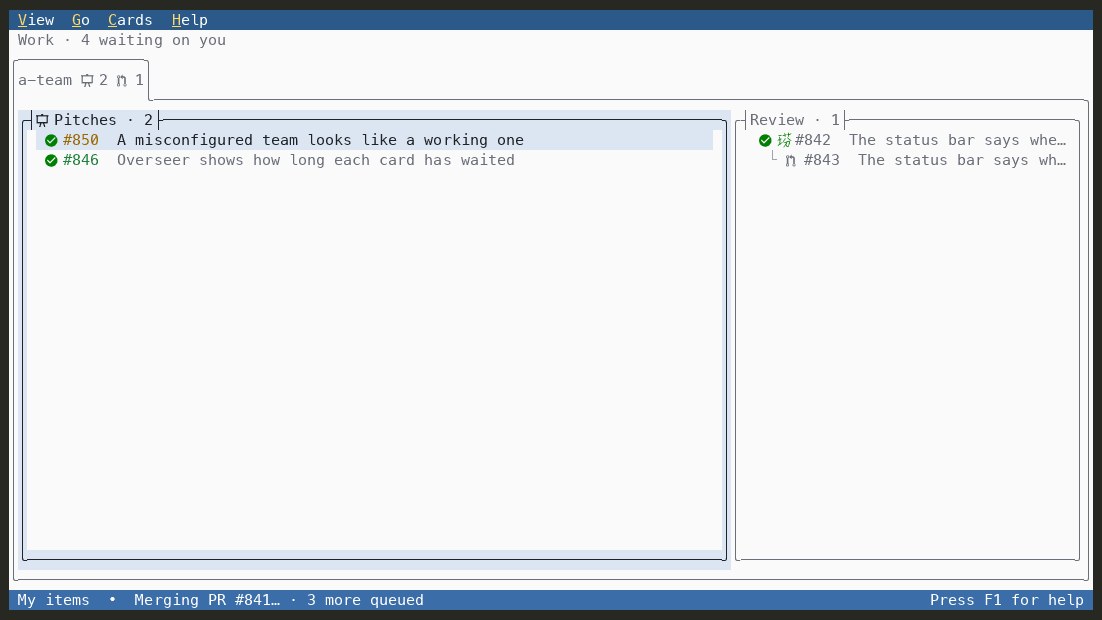 View Go Cards Help
Work · 4 waiting on you
a-team 2 1
Pitches · 2
#850 A misconfigured team looks like a working one
#846 Overseer shows how long each card has waited
Review · 1
#842 The status bar says whe…
└ #843 The status bar says wh…
My items • Merging PR #841… · 3 more queued
Press F1 for help